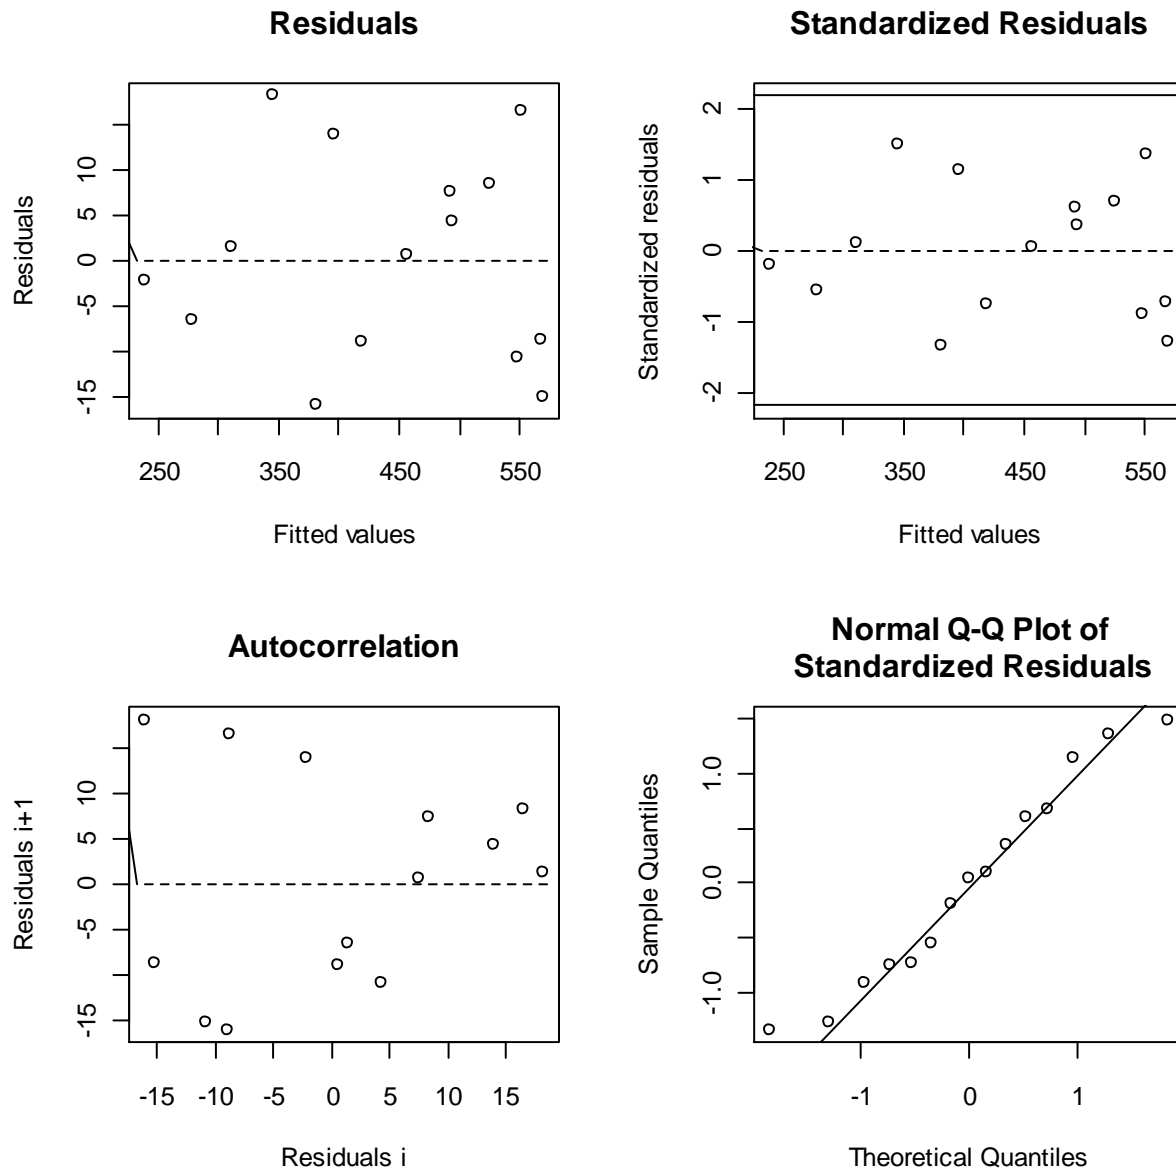 Residuals
Residuals
10
5
0
-5
-15
250 350 450 550
Fitted values
Standardized Residuals
Standardized residuals
2
1
0
-1
-2
250 350 450 550
Fitted values
Autocorrelation
Residuals i+1
10
5
0
-5
-15
-15 -10 -5 0 5 10 15
Residuals i
Normal Q-Q Plot of
Standardized Residuals
Sample Quantiles
1.0
0.0
-1.0
-1 0 1
Theoretical Quantiles